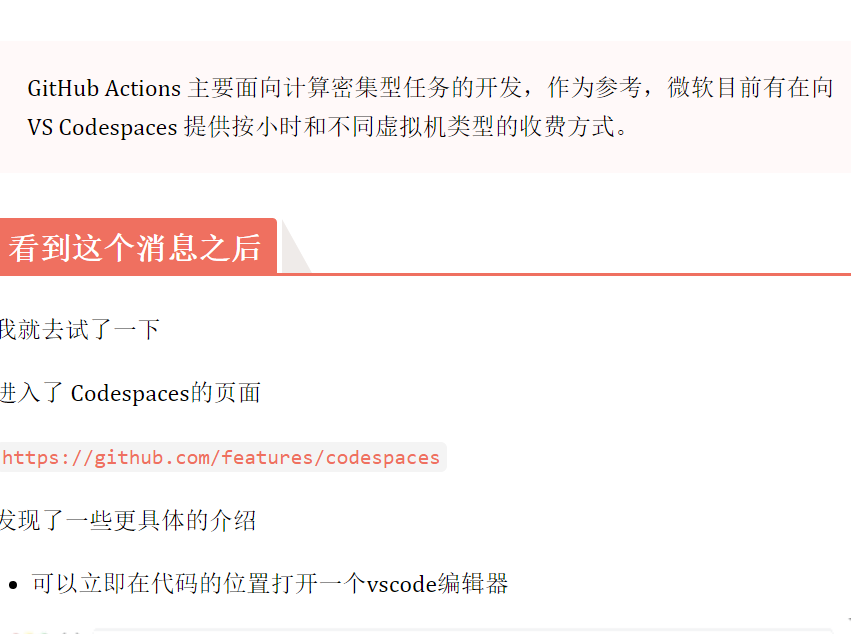 GitHub Actions 主要面向计算密集型任务的开发，作为参考，微软目前有在向
VS Codespaces 提供按小时和不同虚拟机类型的收费方式。
看到这个消息之后
我就去试了一下
进入了 Codespaces的页面
https://github.com/features/codespaces
发现了一些更具体的介绍
• 可以立即在代码的位置打开一个vscode编辑器